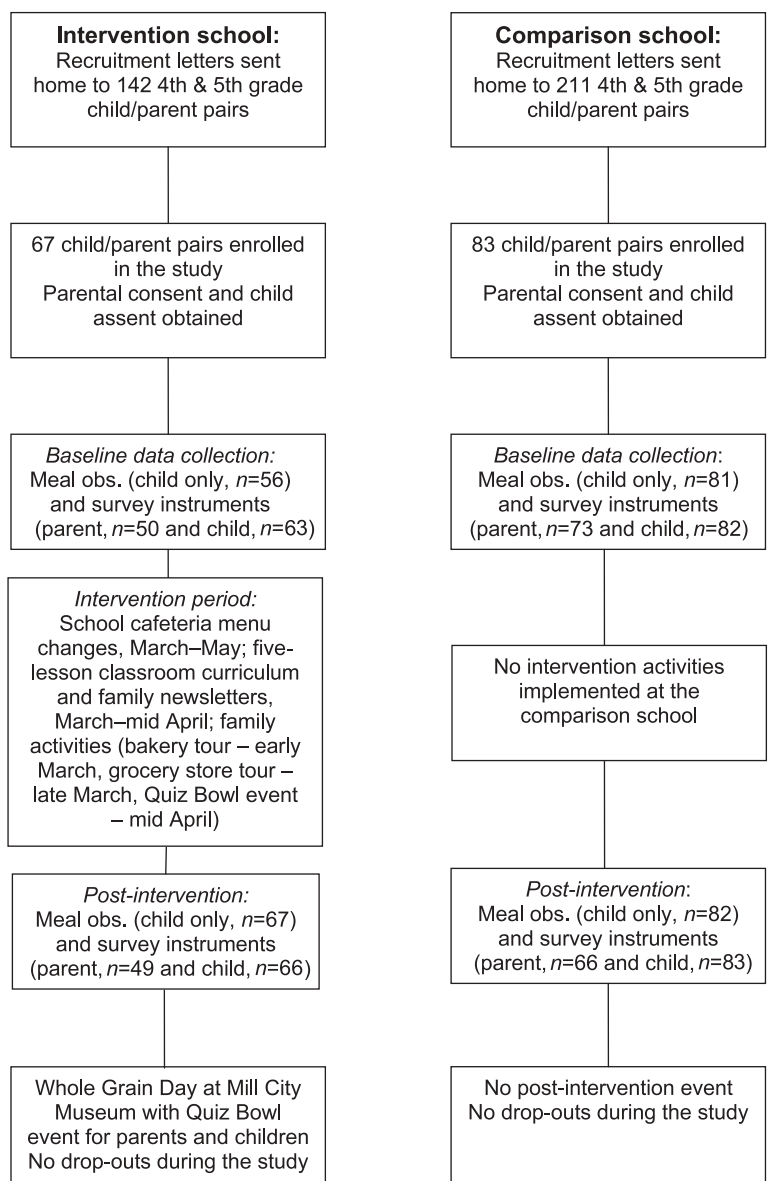 Intervention school:
Recruitment letters sent
home to 142 4th & 5th grade
child/parent pairs
67 child/parent pairs enrolled
in the study
Parental consent and child
assent obtained
Baseline data collection:
Meal obs. (child only, n=56)
and survey instruments
(parent, n=50 and child, n=63)
Intervention period:
School cafeteria menu
changes, March–May; five-
lesson classroom curriculum
and family newsletters,
March–mid April; family
activities (bakery tour – early
March, grocery store tour –
late March, Quiz Bowl event
– mid April)
Post-intervention:
Meal obs. (child only, n=67)
and survey instruments
(parent, n=49 and child, n=66)
Whole Grain Day at Mill City
Museum with Quiz Bowl
event for parents and children
No drop-outs during the study
Comparison school:
Recruitment letters sent
home to 211 4th & 5th grade
child/parent pairs
83 child/parent pairs enrolled
in the study
Parental consent and child
assent obtained
Baseline data collection:
Meal obs. (child only, n=81)
and survey instruments
(parent, n=73 and child, n=82)
No intervention activities
implemented at the
comparison school
Post-intervention:
Meal obs. (child only, n=82)
and survey instruments
(parent, n=66 and child, n=83)
No post-intervention event
No drop-outs during the study